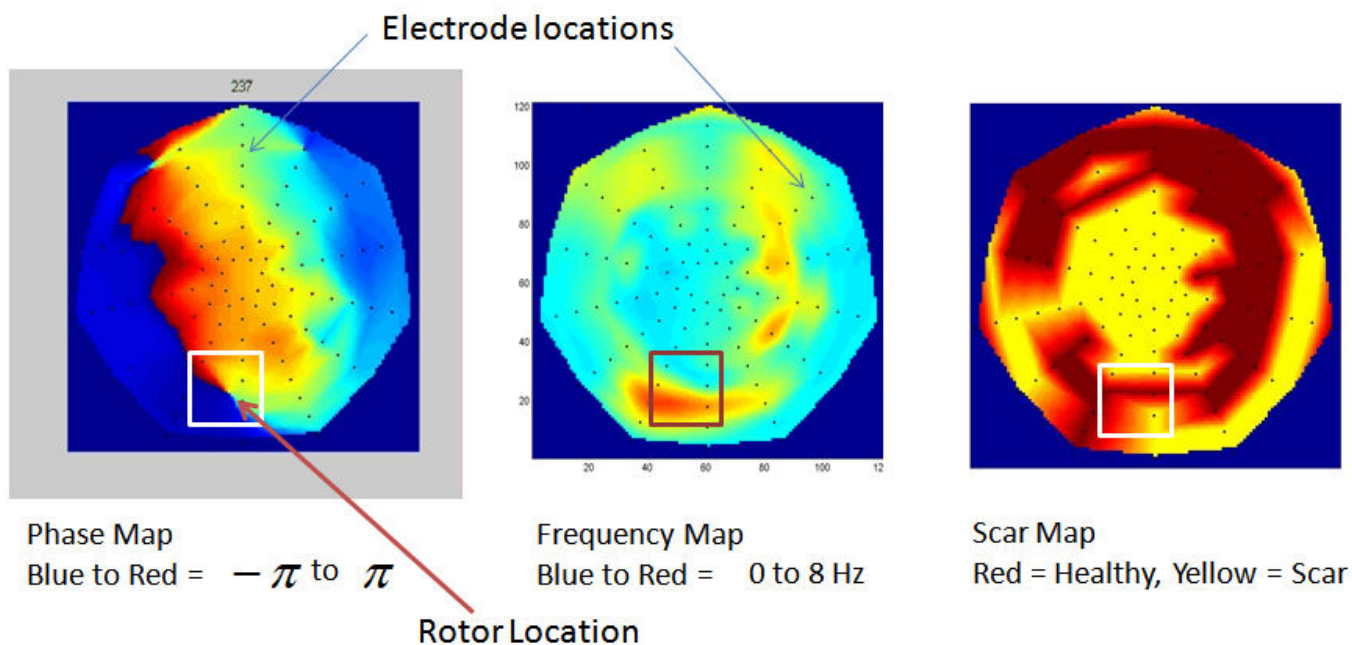 Electrode locations
237
120
100
80
60
40
20
20 40 60 80 100 12
Phase Map
Blue to Red = − π to π
Frequency Map
Blue to Red = 0 to 8 Hz
Scar Map
Red = Healthy, Yellow = Scar
Rotor Location